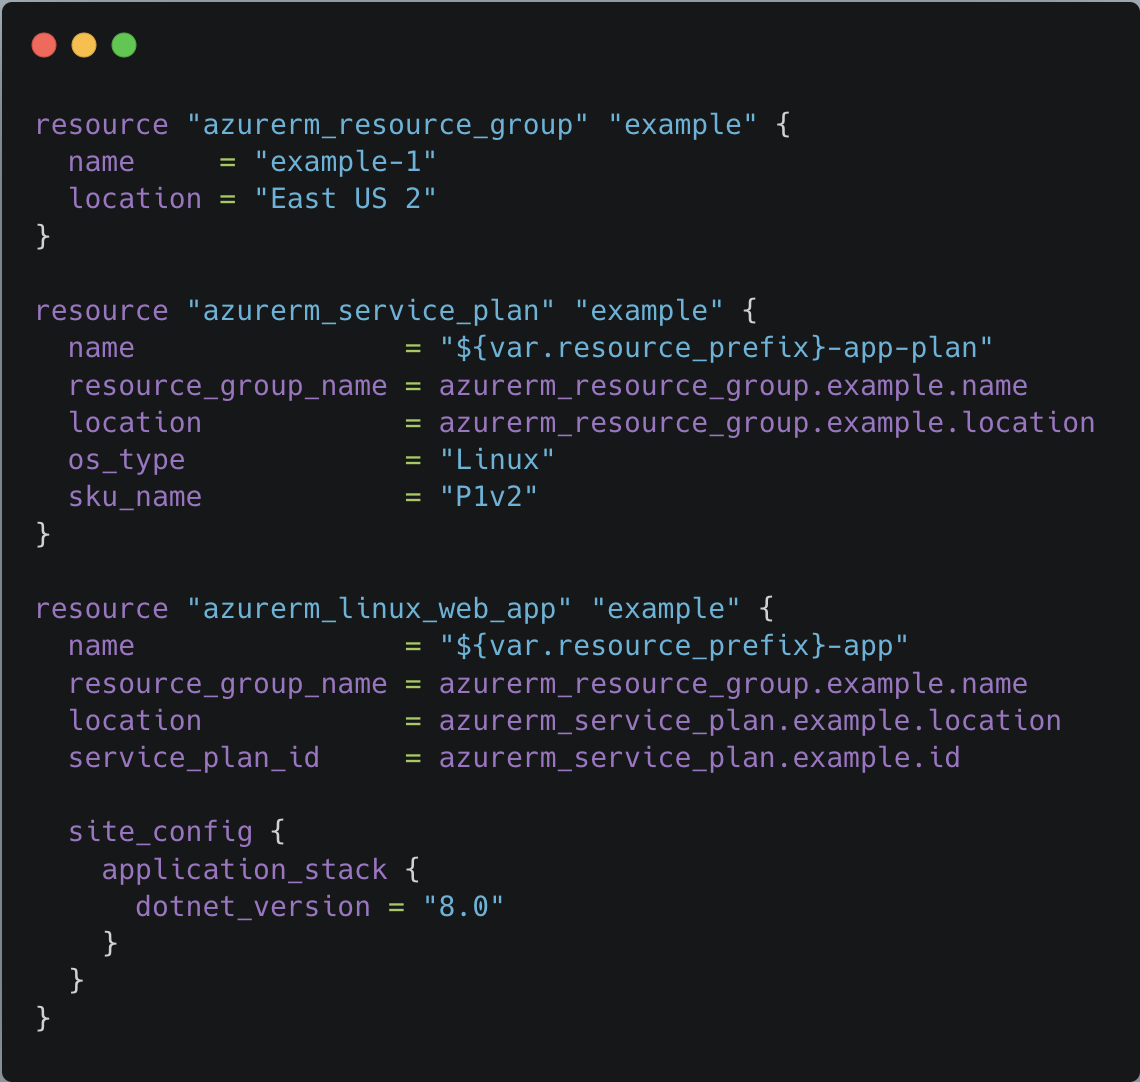 resource "azurerm_resource_group" "example" {
  name     = "example-1"
  location = "East US 2"
}

resource "azurerm_service_plan" "example" {
  name                = "${var.resource_prefix}-app-plan"
  resource_group_name = azurerm_resource_group.example.name
  location            = azurerm_resource_group.example.location
  os_type             = "Linux"
  sku_name            = "P1v2"
}

resource "azurerm_linux_web_app" "example" {
  name                = "${var.resource_prefix}-app"
  resource_group_name = azurerm_resource_group.example.name
  location            = azurerm_service_plan.example.location
  service_plan_id     = azurerm_service_plan.example.id

  site_config {
    application_stack {
      dotnet_version = "8.0"
    }
  }
}